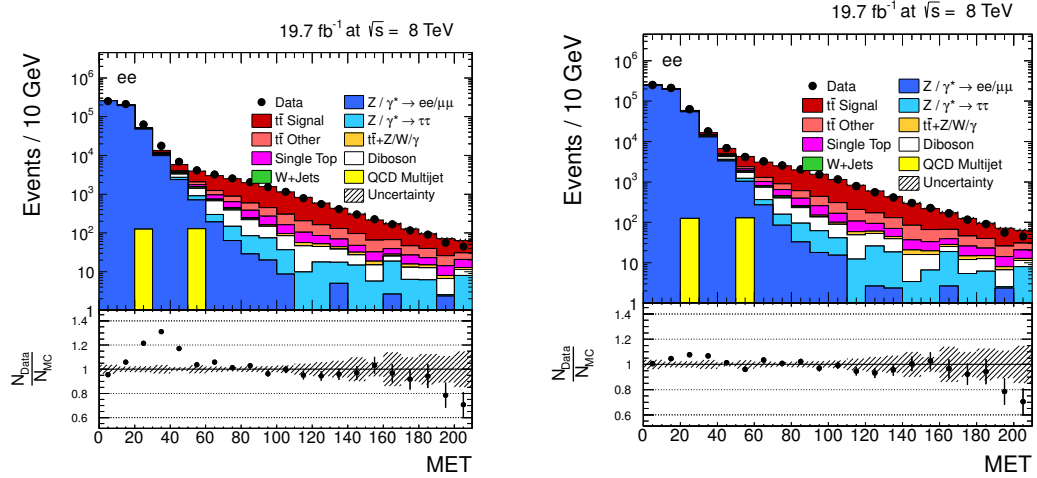 19.7 fb⁻¹ at √s = 8 TeV
Events / 10 GeV
10⁶
10⁵
10⁴
10³
10²
10
1
ee
Data
tt̄ Signal
tt̄ Other
Single Top
W+Jets
Z / γ* → ee/μμ
Z / γ* → ττ
tt̄+Z/W/γ
Diboson
QCD Multijet
Uncertainty
N_Data
N_MC
1.4
1.2
1
0.8
0.6
0 20 40 60 80 100 120 140 160 180 200
MET
19.7 fb⁻¹ at √s = 8 TeV
Events / 10 GeV
10⁶
10⁵
10⁴
10³
10²
10
1
ee
Data
tt̄ Signal
tt̄ Other
Single Top
W+Jets
Z / γ* → ee/μμ
Z / γ* → ττ
tt̄+Z/W/γ
Diboson
QCD Multijet
Uncertainty
N_Data
N_MC
1.4
1.2
1
0.8
0.6
0 20 40 60 80 100 120 140 160 180 200
MET